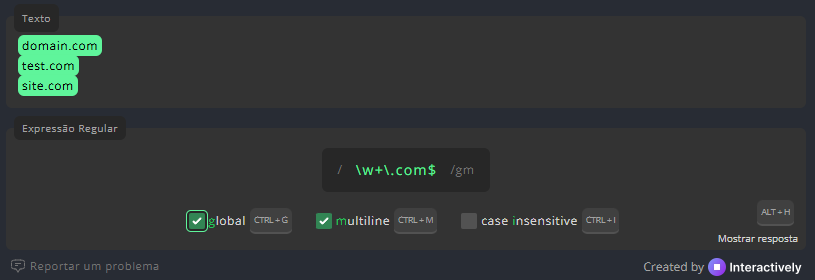 Texto
domain.com
test.com
site.com
Expressão Regular
/ \w+\.com$ /gm
global CTRL + G multiline CTRL + M case insensitive CTRL + I ALT + H
Mostrar resposta
Reportar um problema Created by Interactively